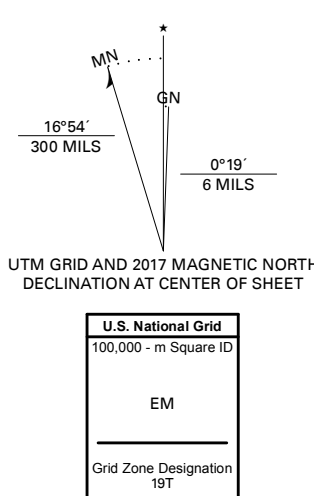 ★
MN
GN
16°54´
300 MILS
0°19´
6 MILS
UTM GRID AND 2017 MAGNETIC NORTH
DECLINATION AT CENTER OF SHEET
U.S. National Grid
100,000 - m Square ID
EM
Grid Zone Designation
19T